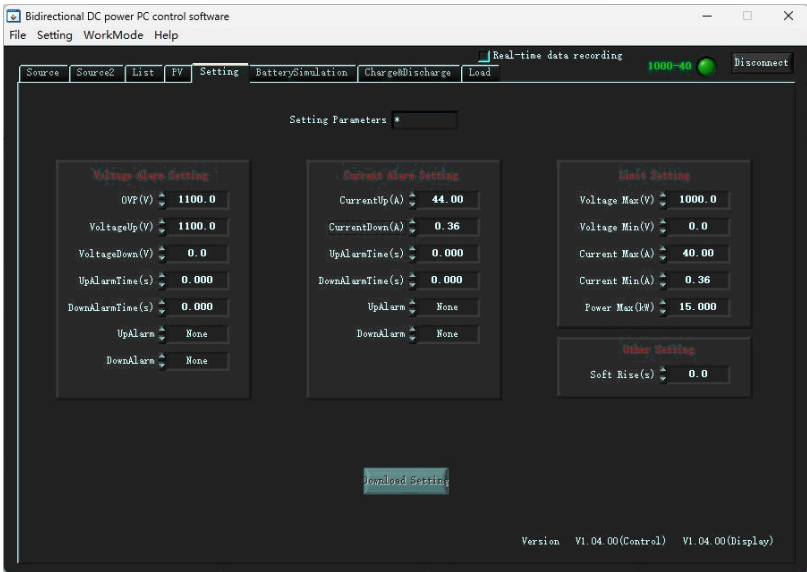 Bidirectional DC power PC control software
File Setting WorkMode Help
Real-time data recording
1000-40
Disconnect
Source Source2 List PV Setting BatterySimulation Charge&Discharge Load
Setting Parameters *
Voltage Alarm Setting
OVP(V) 1100.0
VoltageUp(V) 1100.0
VoltageDown(V) 0.0
UpAlarmTime(s) 0.000
DownAlarmTime(s) 0.000
UpAlarm None
DownAlarm None
Current Alarm Setting
CurrentUp(A) 44.00
CurrentDown(A) 0.36
UpAlarmTime(s) 0.000
DownAlarmTime(s) 0.000
UpAlarm None
DownAlarm None
Limit Setting
Voltage Max(V) 1000.0
Voltage Min(V) 0.0
Current Max(A) 40.00
Current Min(A) 0.36
Power Max(kW) 15.000
Other Setting
Soft Rise(s) 0.0
Download Setting
Version V1.04.00(Control) V1.04.00(Display)